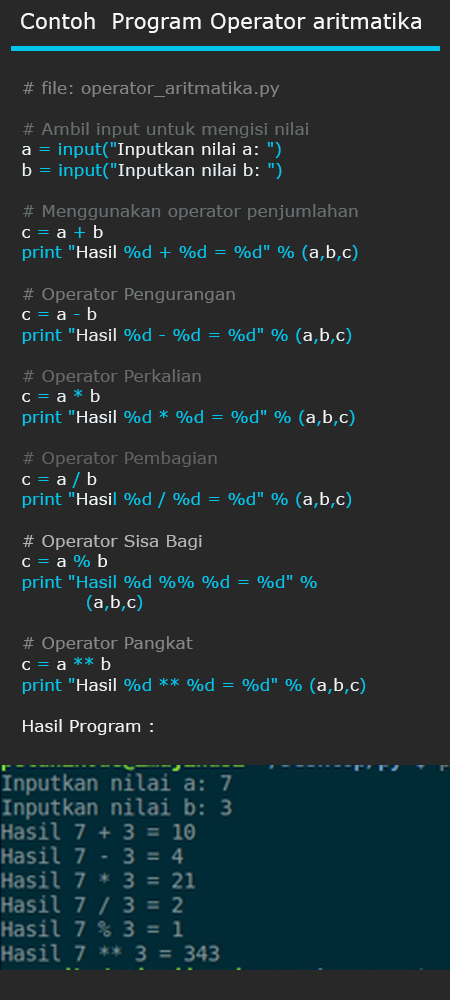 Contoh  Program Operator aritmatika
# file: operator_aritmatika.py
# Ambil input untuk mengisi nilai
a = input("Inputkan nilai a: ")
b = input("Inputkan nilai b: ")
# Menggunakan operator penjumlahan
c = a + b
print "Hasil %d + %d = %d" % (a,b,c)
# Operator Pengurangan
c = a - b
print "Hasil %d - %d = %d" % (a,b,c)
# Operator Perkalian
c = a * b
print "Hasil %d * %d = %d" % (a,b,c)
# Operator Pembagian
c = a / b
print "Hasil %d / %d = %d" % (a,b,c)
# Operator Sisa Bagi
c = a % b
print "Hasil %d %% %d = %d" %
(a,b,c)
# Operator Pangkat
c = a ** b
print "Hasil %d ** %d = %d" % (a,b,c)
Hasil Program :
Inputkan nilai a: 7
Inputkan nilai b: 3
Hasil 7 + 3 = 10
Hasil 7 - 3 = 4
Hasil 7 * 3 = 21
Hasil 7 / 3 = 2
Hasil 7 % 3 = 1
Hasil 7 ** 3 = 343